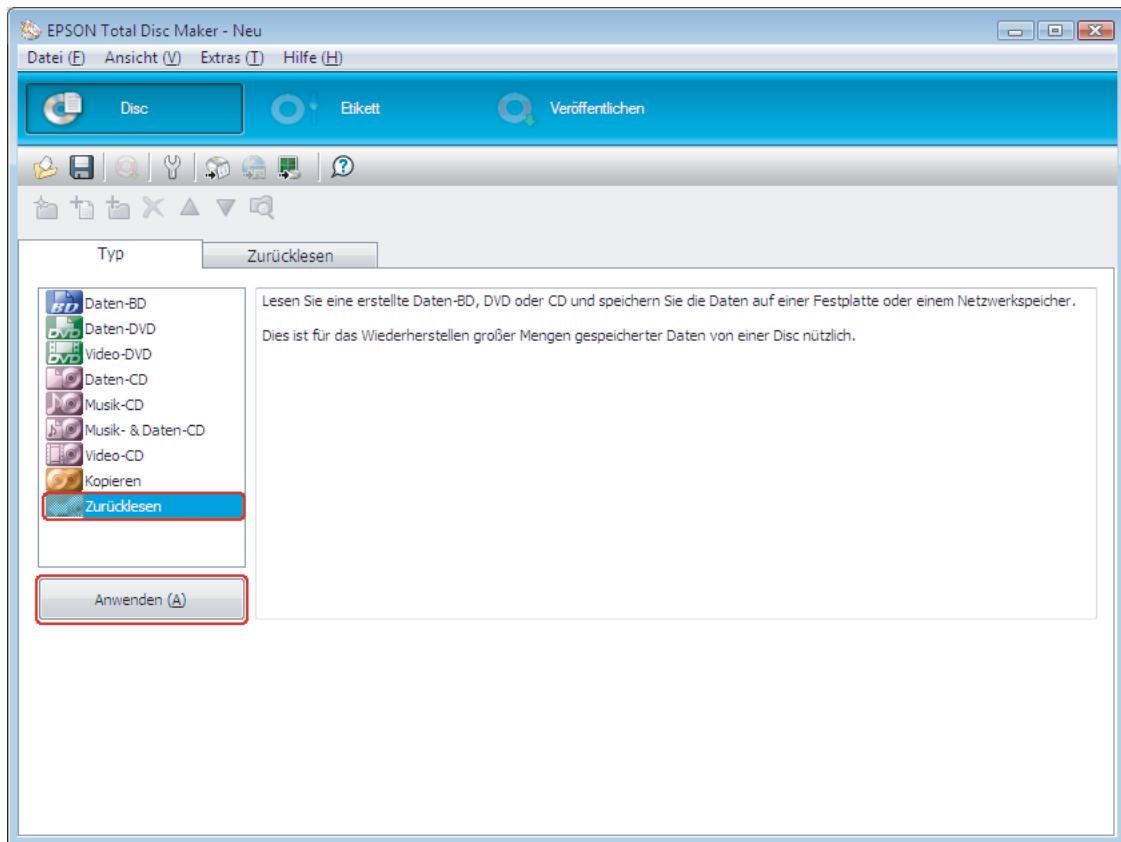 EPSON Total Disc Maker - Neu
Datei (F) Ansicht (V) Extras (T) Hilfe (H)
Disc Etikett Veröffentlichen
Typ Zurücklesen
BD Daten-BD
DVD Daten-DVD
DVD Video-DVD
Daten-CD
Musik-CD
Musik- & Daten-CD
Video-CD
Kopieren
Zurücklesen
Anwenden (A)
Lesen Sie eine erstellte Daten-BD, DVD oder CD und speichern Sie die Daten auf einer Festplatte oder einem Netzwerkspeicher.
Dies ist für das Wiederherstellen großer Mengen gespeicherter Daten von einer Disc nützlich.